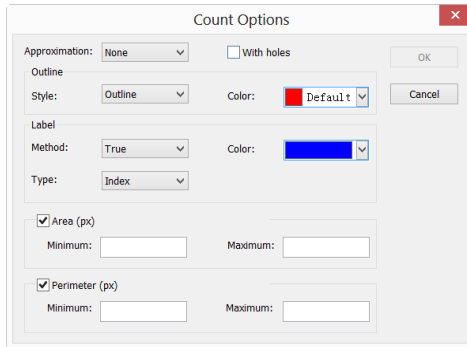 Count Options
Approximation: None With holes OK
Outline
Style: Outline Color: Default Cancel
Label
Method: True Color:
Type: Index
Area (px)
Minimum: Maximum:
Perimeter (px)
Minimum: Maximum: